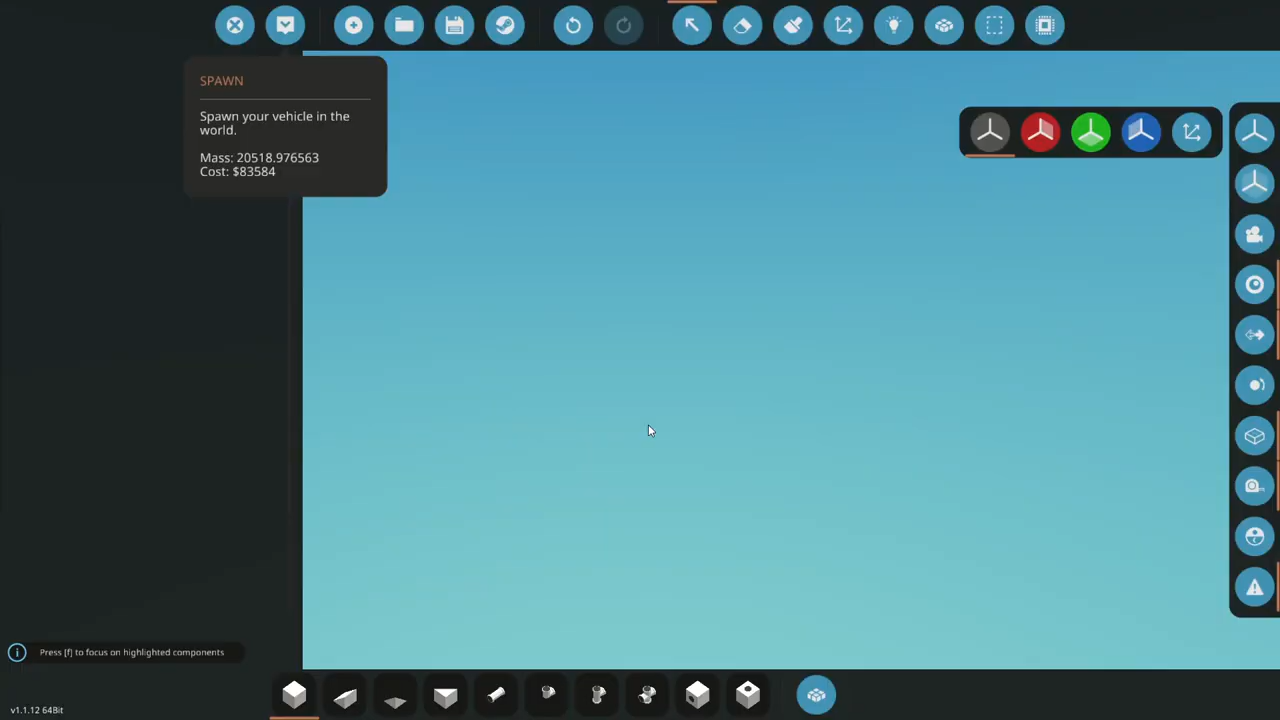 SPAWN
Spawn your vehicle in the
world.
Mass: 20518.976563
Cost: $83584
Press [f] to focus on highlighted components
v1.1.12 64Bit